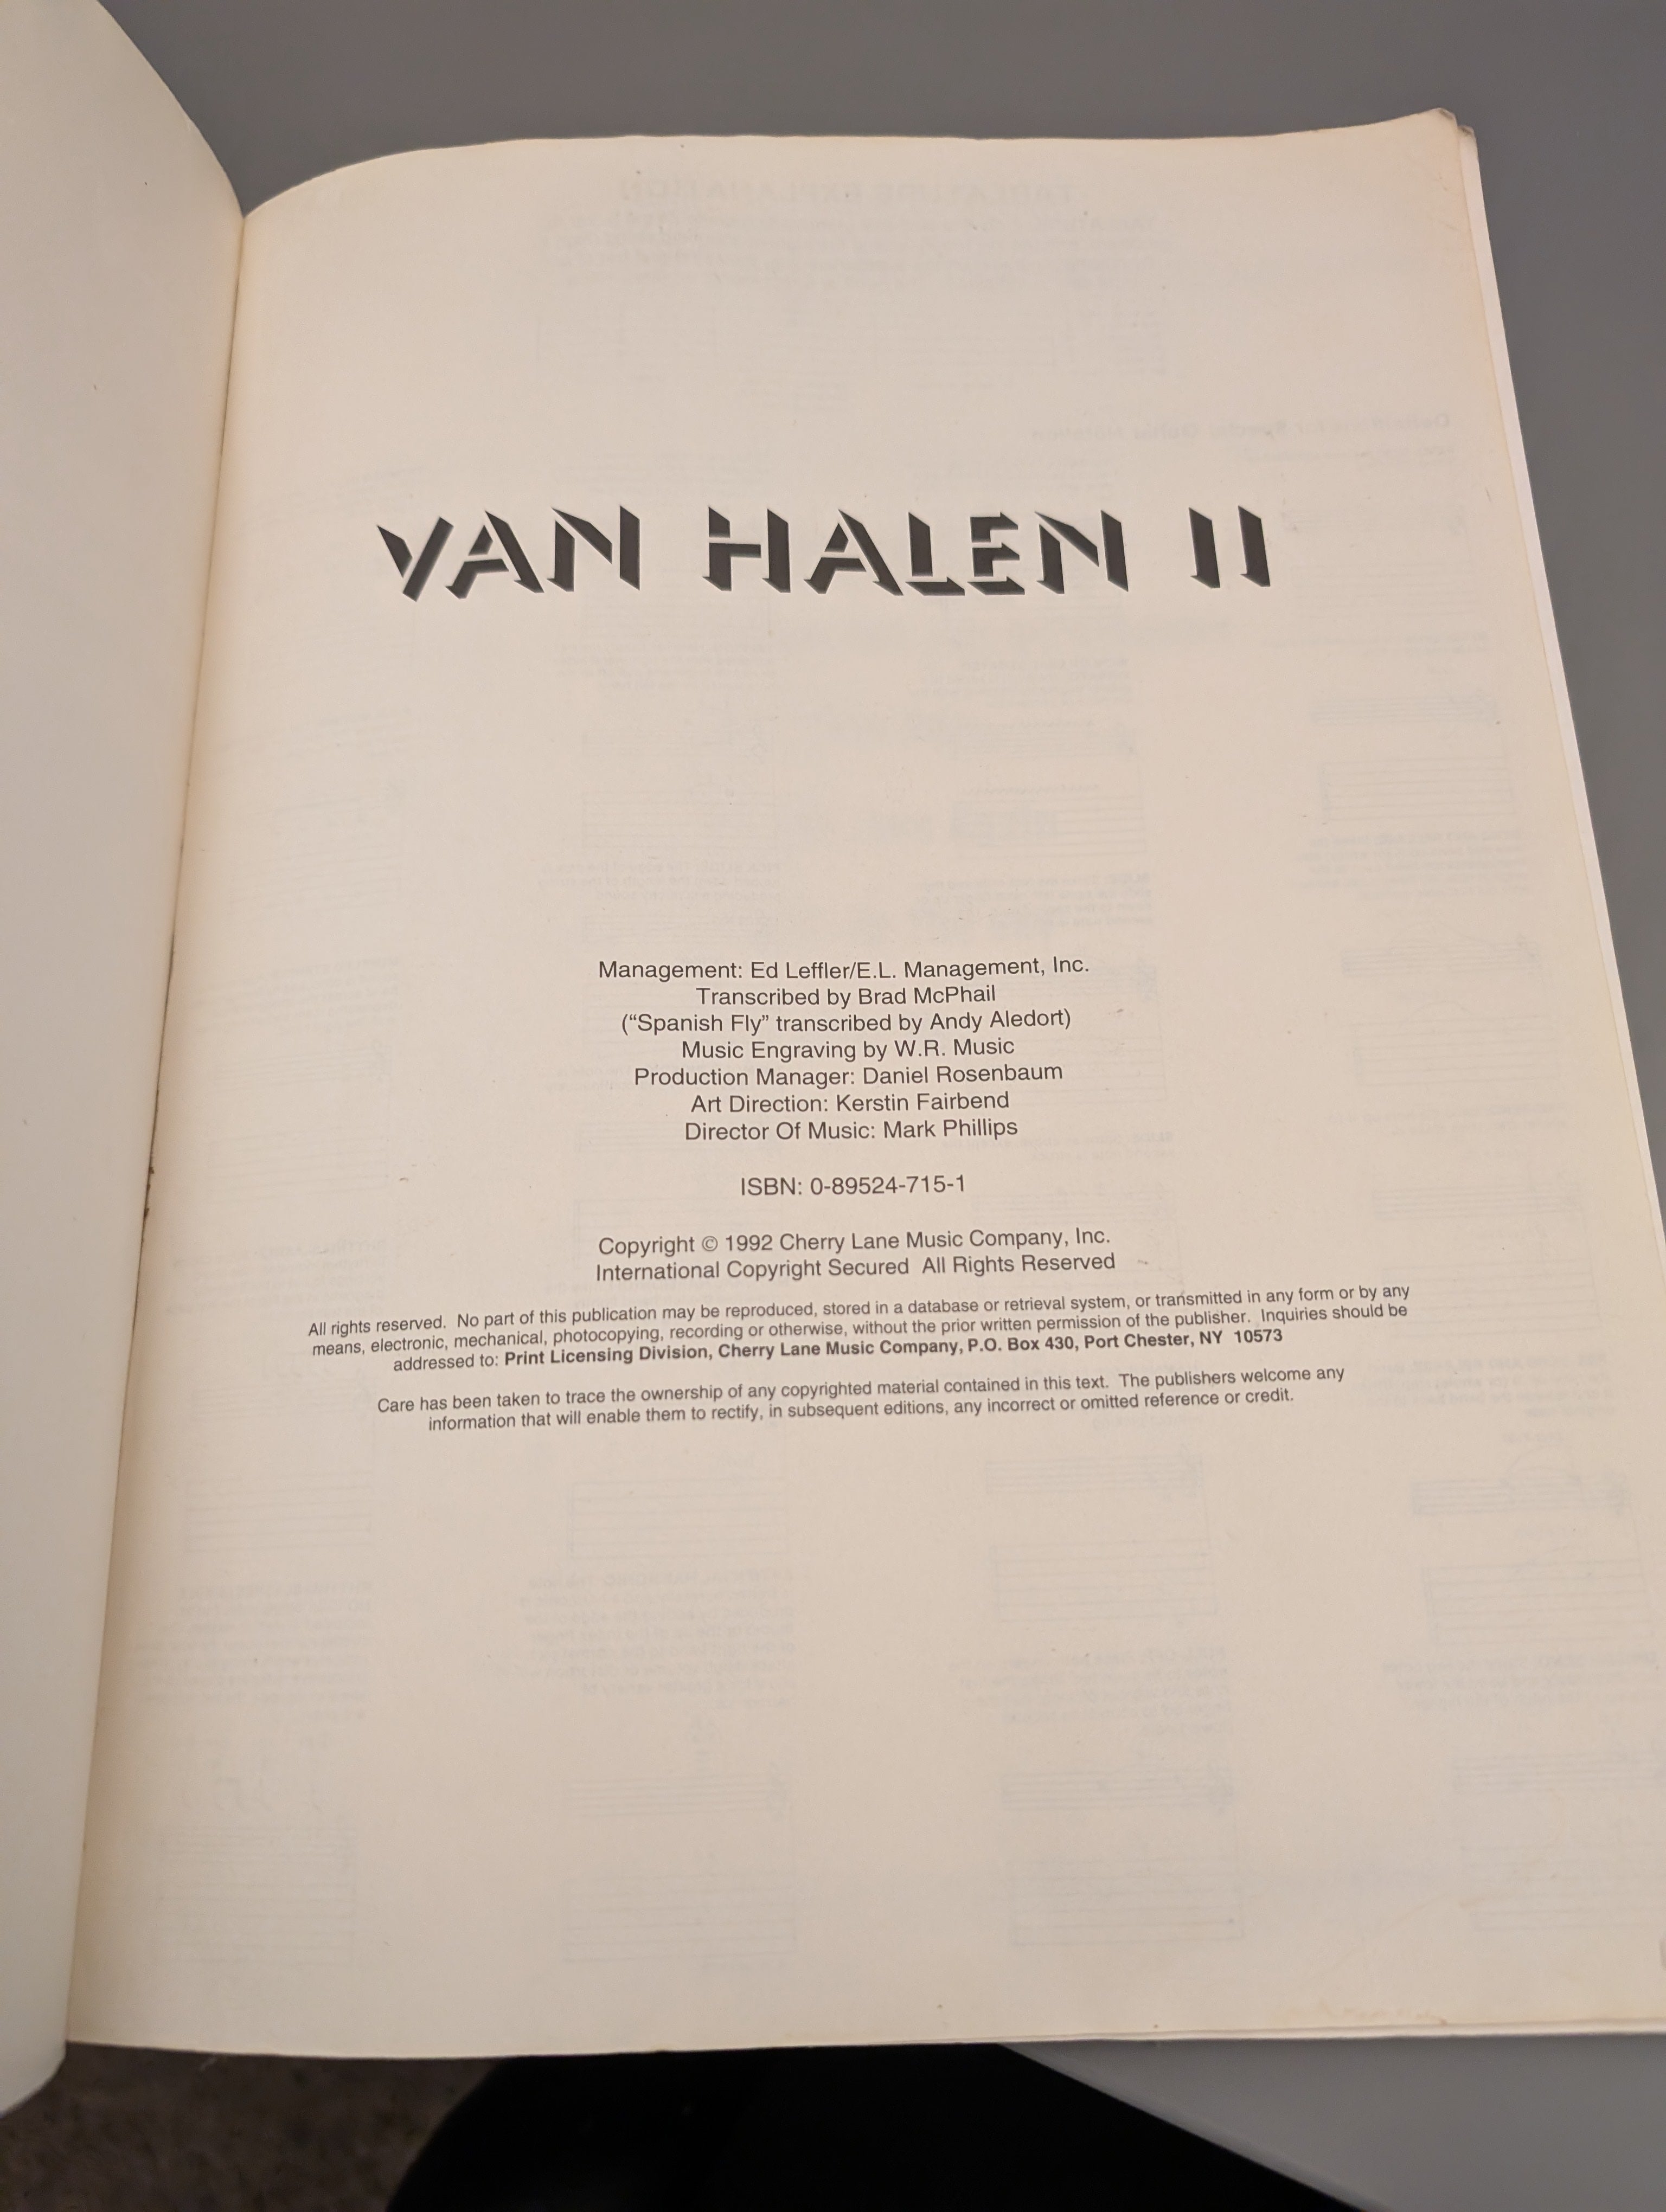 VAN HALEN II
Management: Ed Leffler/E.L. Management, Inc.
Transcribed by Brad McPhail
(“Spanish Fly” transcribed by Andy Aledort)
Music Engraving by W.R. Music
Production Manager: Daniel Rosenbaum
Art Direction: Kerstin Fairbend
Director Of Music: Mark Phillips
ISBN: 0-89524-715-1
Copyright © 1992 Cherry Lane Music Company, Inc.
International Copyright Secured  All Rights Reserved
All rights reserved.  No part of this publication may be reproduced, stored in a database or retrieval system, or transmitted in any form or by any
means, electronic, mechanical, photocopying, recording or otherwise, without the prior written permission of the publisher.  Inquiries should be
addressed to: Print Licensing Division, Cherry Lane Music Company, P.O. Box 430, Port Chester, NY  10573
Care has been taken to trace the ownership of any copyrighted material contained in this text.  The publishers welcome any
information that will enable them to rectify, in subsequent editions, any incorrect or omitted reference or credit.